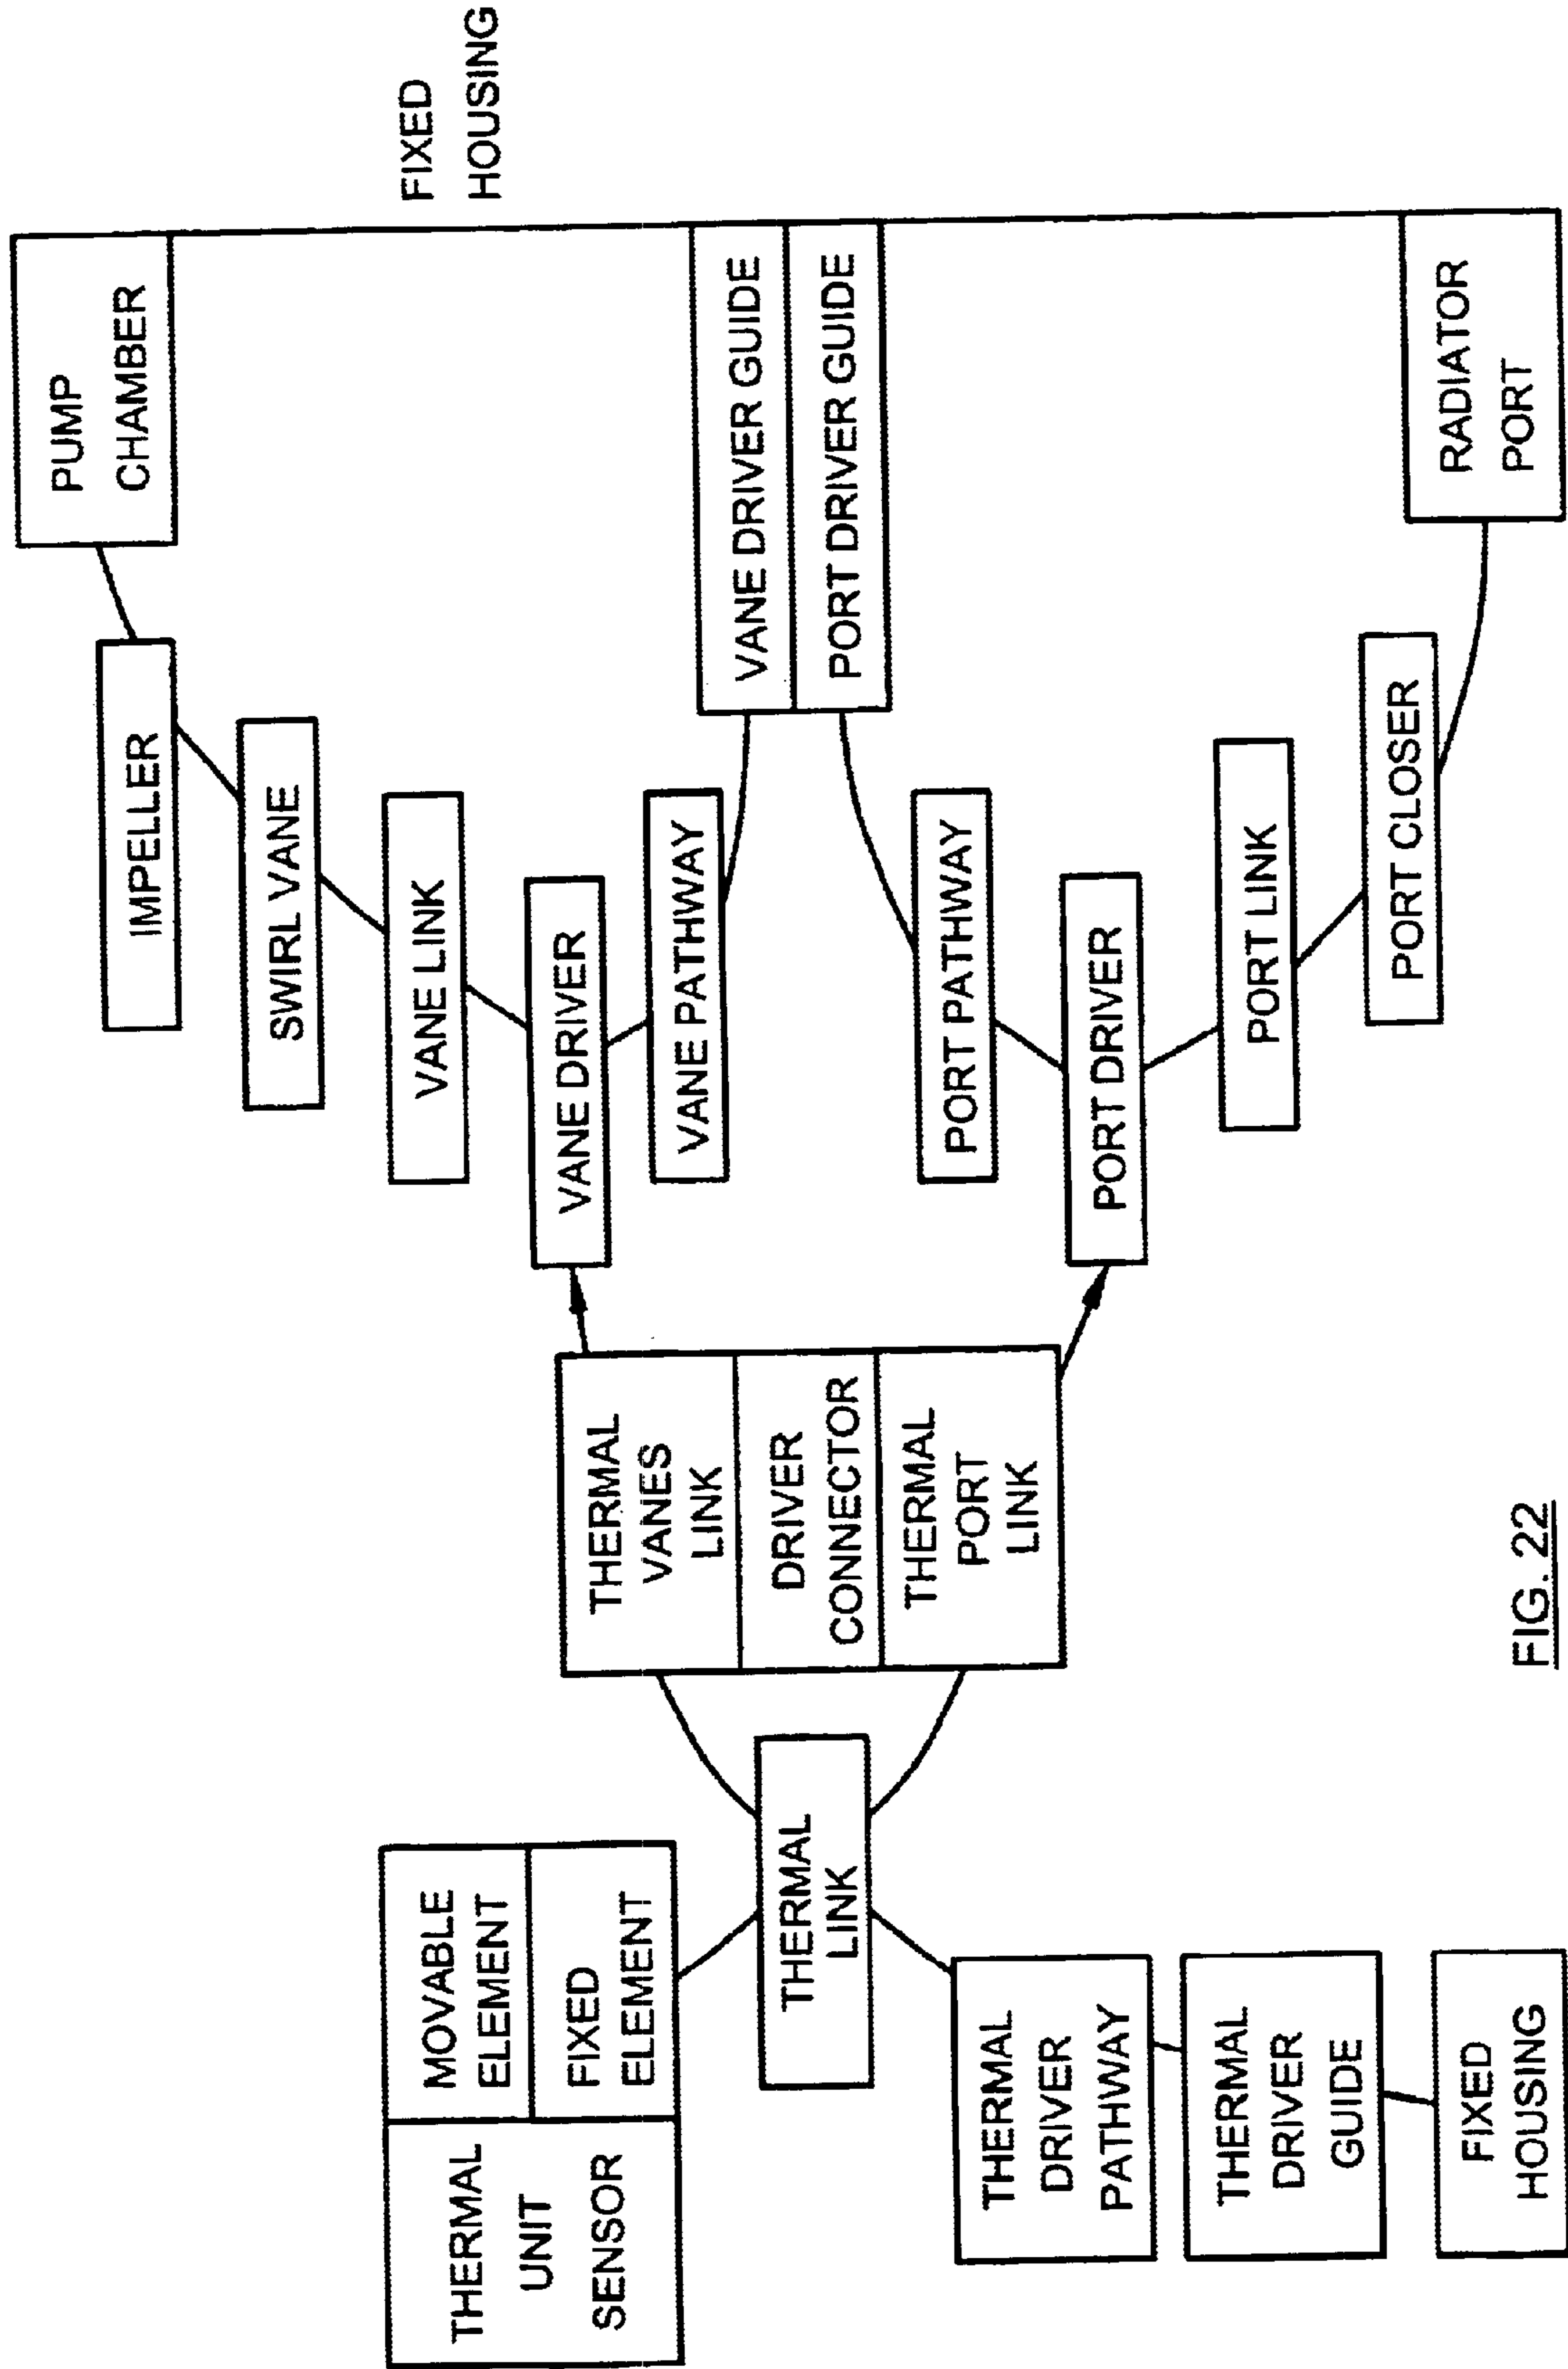 THERMAL
UNIT
SENSOR
MOVABLE
ELEMENT
FIXED
ELEMENT
THERMAL
LINK
THERMAL
DRIVER
PATHWAY
THERMAL
DRIVER
GUIDE
FIXED
HOUSING
THERMAL
VANES
LINK
DRIVER
CONNECTOR
THERMAL
PORT
LINK
IMPELLER
SWIRL VANE
VANE LINK
VANE DRIVER
VANE PATHWAY
PORT PATHWAY
PORT DRIVER
PORT LINK
PORT CLOSER
PUMP
CHAMBER
VANE DRIVER GUIDE
PORT DRIVER GUIDE
RADIATOR
PORT
FIXED
HOUSING
FIG. 22